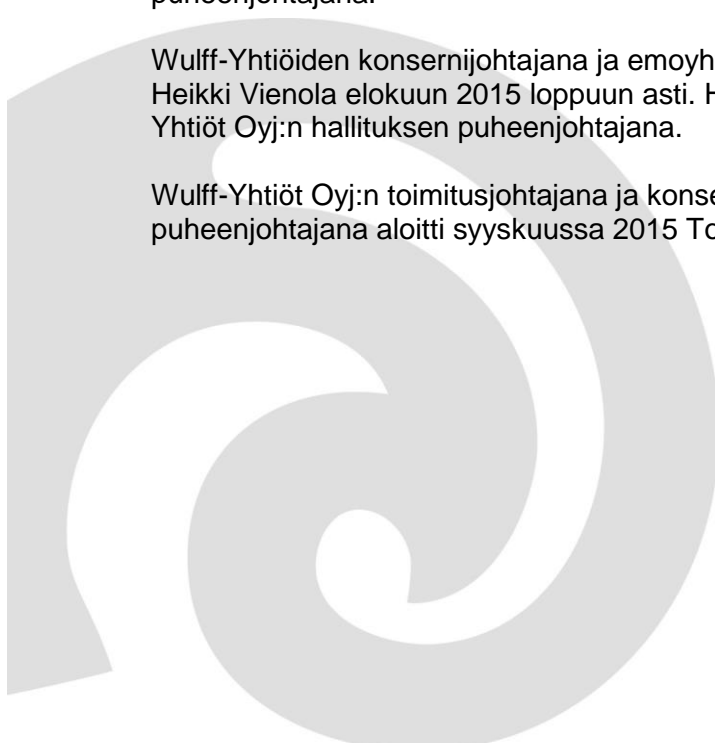 puheenjohtajana.
Wulff-Yhtiöiden konsernijohtajana ja
Heikki Vienola elokuun 2015 loppuun asti.
Yhtiöt Oyj:n hallituksen puheenjohtajana.
Wulff-Yhtiöt Oyj:n toimitusjohtajana ja
puheenjohtajana aloitti syyskuussa 2015